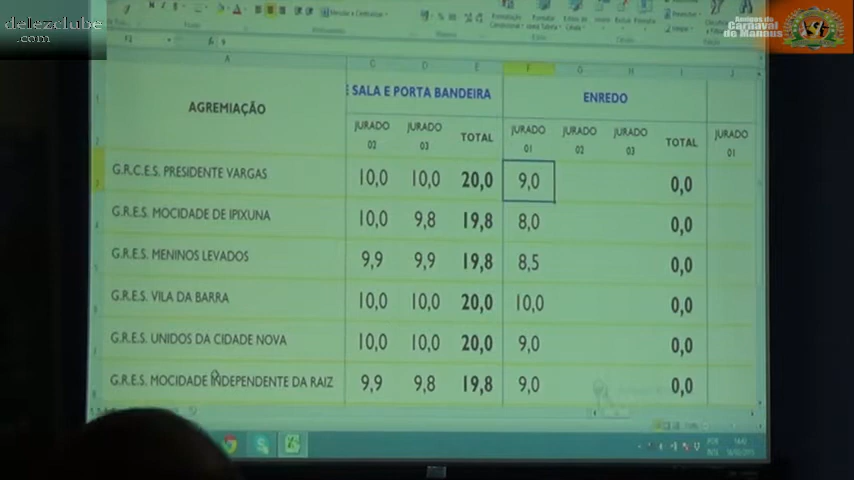 delezclube
.com
Amigos do
Carnaval
de Manaus
F3
9
A C D E F G H I J
AGREMIAÇÃO
E SALA E PORTA BANDEIRA
ENREDO
JURADO 02 JURADO 03 TOTAL JURADO 01 JURADO 02 JURADO 03 TOTAL JURADO 01
G.R.C.E.S. PRESIDENTE VARGAS 10,0 10,0 20,0 9,0 0,0
G.R.E.S. MOCIDADE DE IPIXUNA 10,0 9,8 19,8 8,0 0,0
G.R.E.S. MENINOS LEVADOS 9,9 9,9 19,8 8,5 0,0
G.R.E.S. VILA DA BARRA 10,0 10,0 20,0 10,0 0,0
G.R.E.S. UNIDOS DA CIDADE NOVA 10,0 10,0 20,0 9,0 0,0
G.R.E.S. MOCIDADE INDEPENDENTE DA RAIZ 9,9 9,8 19,8 9,0 0,0